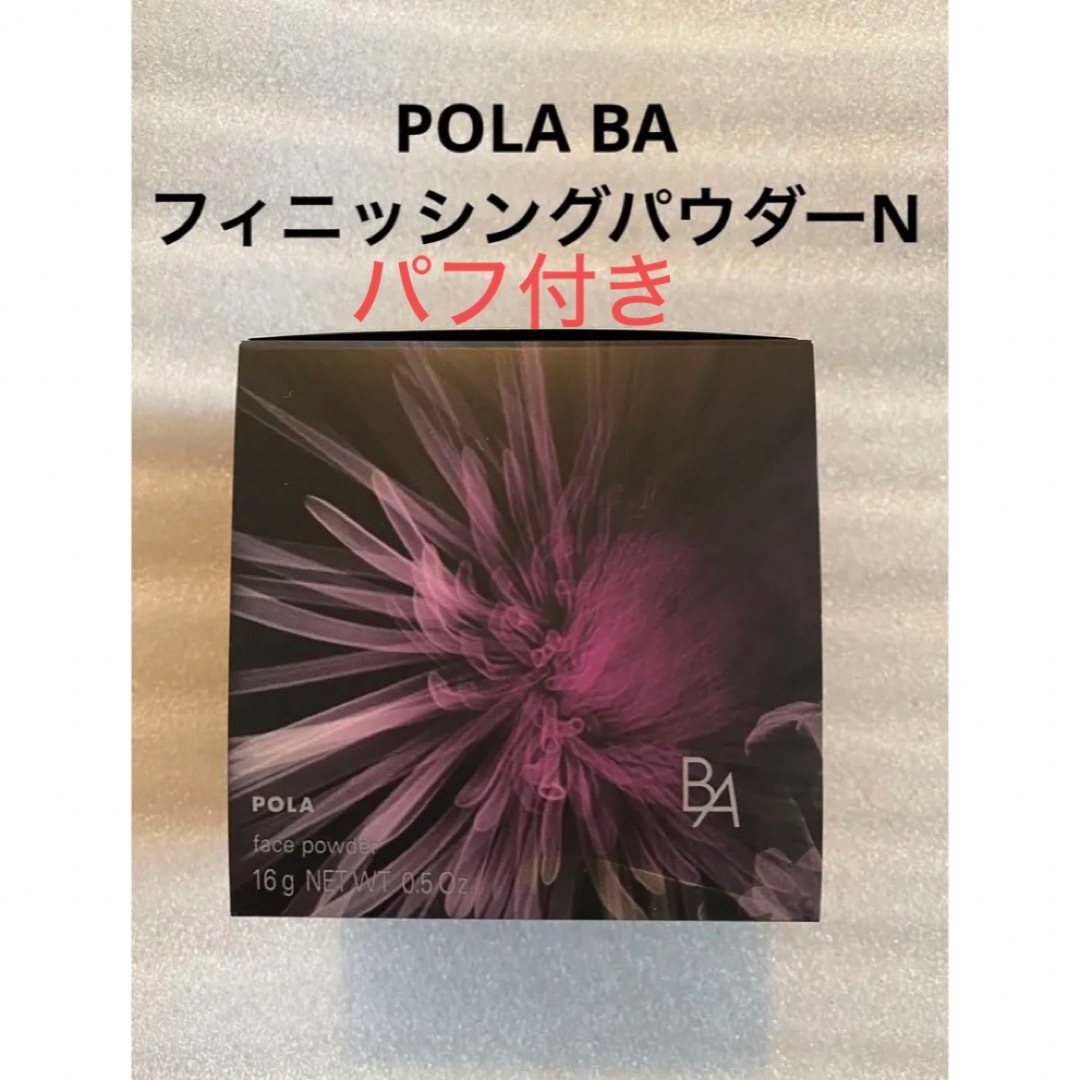 POLA BA
フィニッシングパウダーN
パフ付き
BA
POLA
face powder
16 g NET WT. 0.5 Oz.